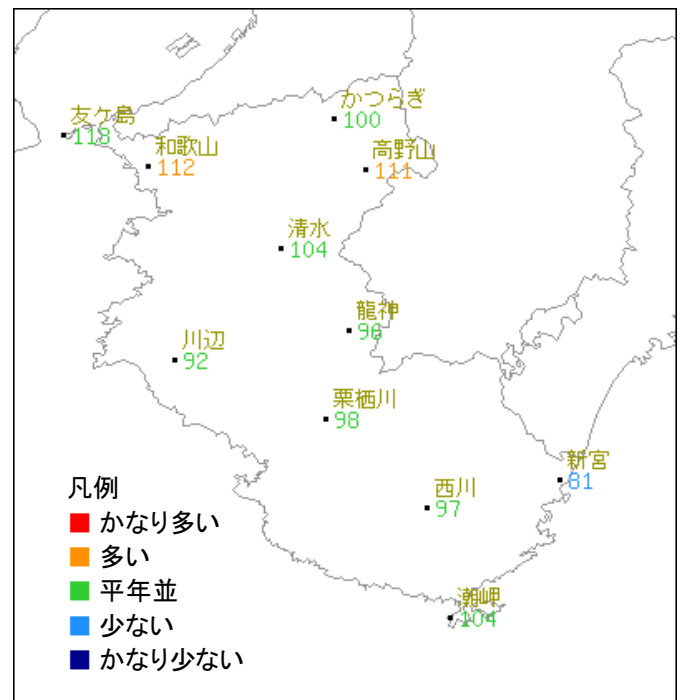 かつらぎ
100
友ケ島
118
和歌山
112
高野山
111
清水
104
龍神
96
川辺
92
栗栖川
98
新宮
81
西川
97
潮岬
104
凡例
かなり多い
多い
平年並
少ない
かなり少ない